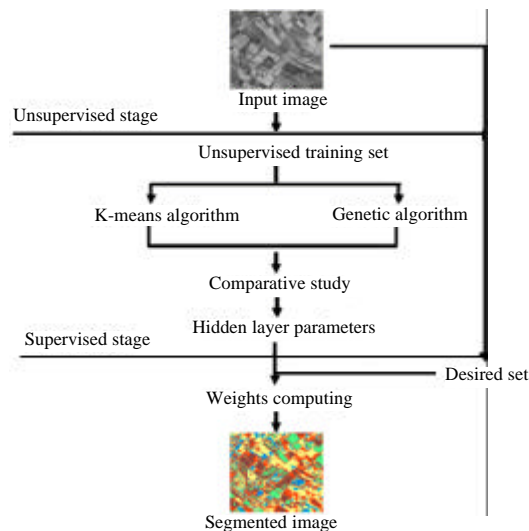 Input image
Unsupervised stage
Unsupervised training set
K-means algorithm
Genetic algorithm
Comparative study
Hidden layer parameters
Supervised stage
Desired set
Weights computing
Segmented image